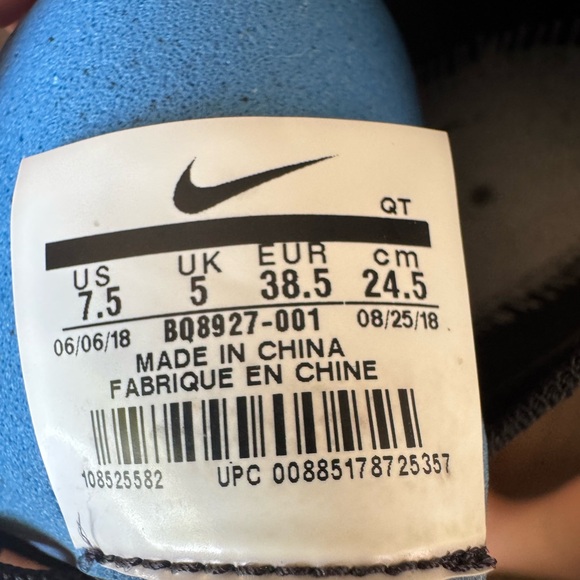 QT
US UK EUR cm
7.5 5 38.5 24.5
06/06/18 BQ8927-001 08/25/18
MADE IN CHINA
FABRIQUE EN CHINE
108525582 UPC 00885178725357